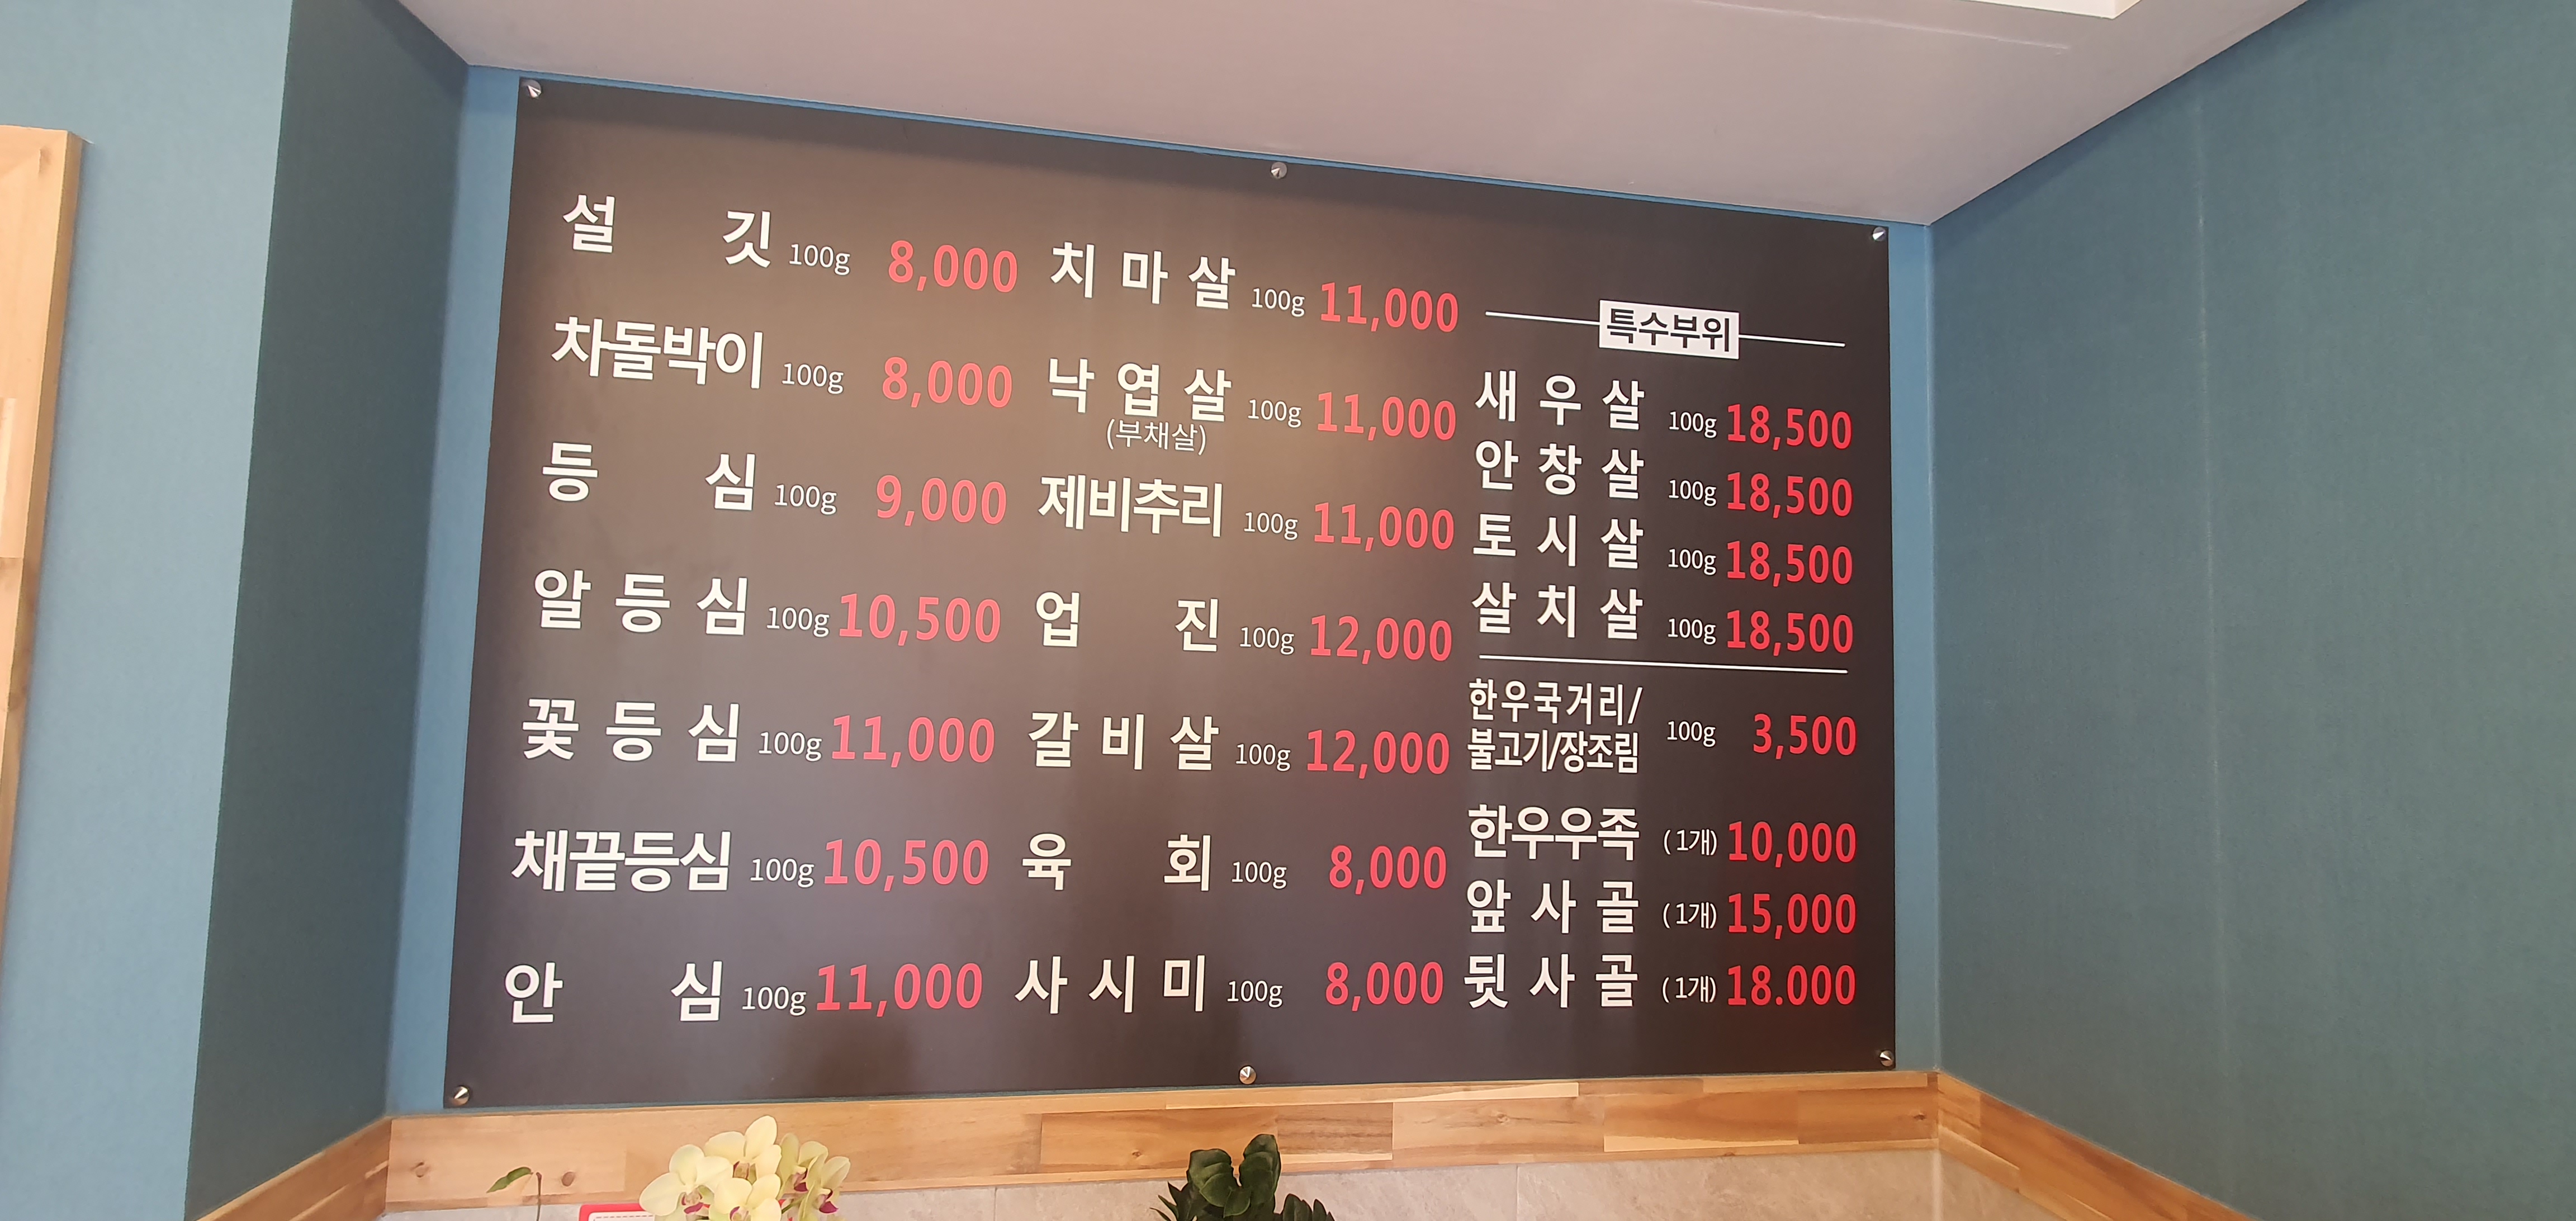 설 깃 100g 8,000
차돌박이 100g 8,000
등 심 100g 9,000
알 등 심 100g 10,500
꽃 등 심 100g 11,000
채끝등심 100g 10,500
안 심 100g 11,000
치 마 살 100g 11,000
낙 엽 살 100g 11,000
(부채살)
제비추리 100g 11,000
업 진 100g 12,000
갈 비 살 100g 12,000
육 회 100g 8,000
사 시 미 100g 8,000
특수부위
새 우 살 100g 18,500
안 창 살 100g 18,500
토 시 살 100g 18,500
살 치 살 100g 18,500
한우국거리/
불고기/장조림 100g 3,500
한우우족 (1개) 10,000
앞 사 골 (1개) 15,000
뒷 사 골 (1개) 18.000